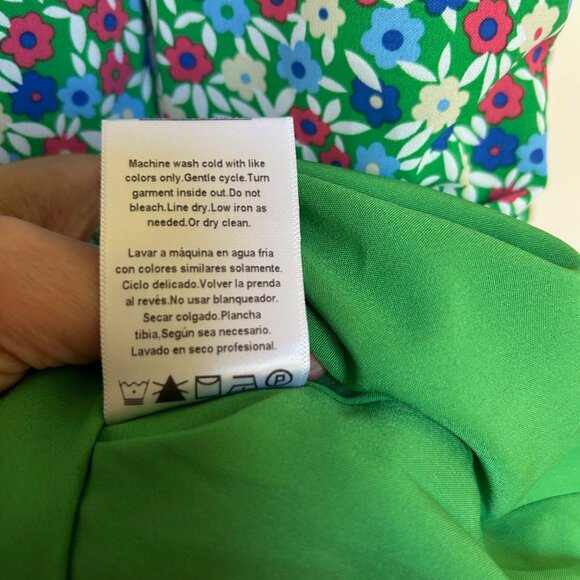 Machine wash cold with like
colors only.Gentle cycle.Turn
garment inside out.Do not
bleach.Line dry.Low iron as
needed.Or dry clean.
Lavar a máquina en agua fría
con colores similares solamente.
Ciclo delicado.Volver la prenda
al revés.No usar blanqueador.
Secar colgado.Plancha
tibia,Según sea necesario.
Lavado en seco profesional.
P